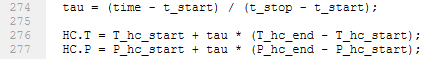 274 tau = (time - t_start) / (t_stop - t_start);
275
276 HC.T = T_hc_start + tau * (T_hc_end - T_hc_start);
277 HC.P = P_hc_start + tau * (P_hc_end - P_hc_start);